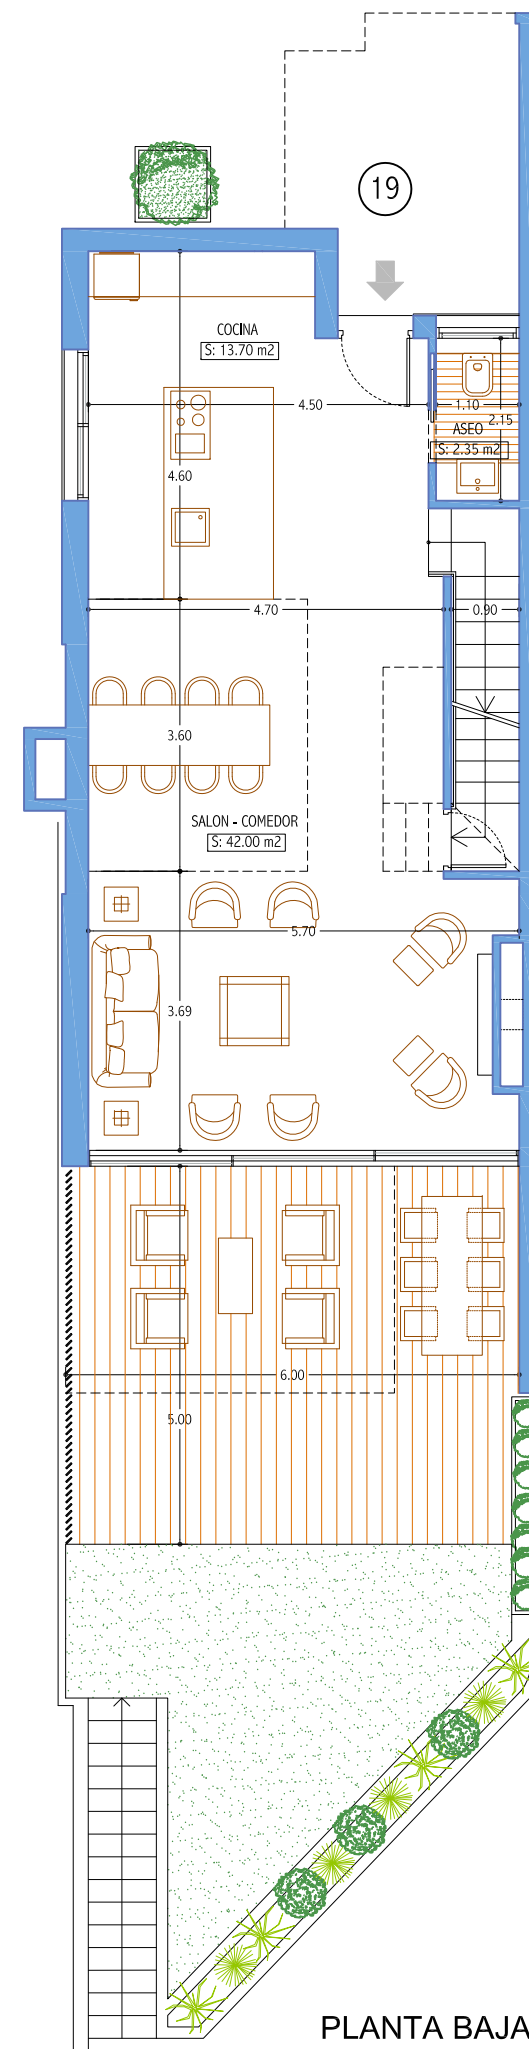 19
COCINA
S: 13.70 m2
4.50
1.10
2.15
ASEO
S: 2.35 m2
4.60
4.70
0.90
3.60
SALON - COMEDOR
S: 42.00 m2
5.70
3.69
6.00
5.00
PLANTA BAJA